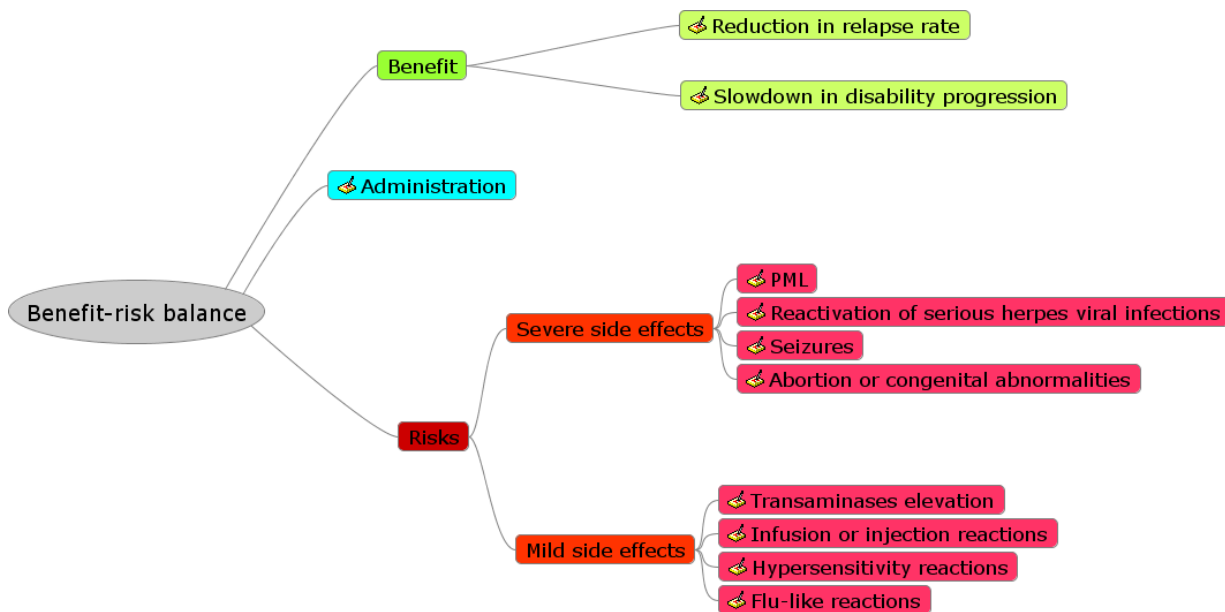 Reduction in relapse rate
Benefit
Slowdown in disability progression
Administration
Benefit-risk balance
PML
Reactivation of serious herpes viral infections
Severe side effects
Seizures
Abortion or congenital abnormalities
Risks
Transaminases elevation
Infusion or injection reactions
Mild side effects
Hypersensitivity reactions
Flu-like reactions